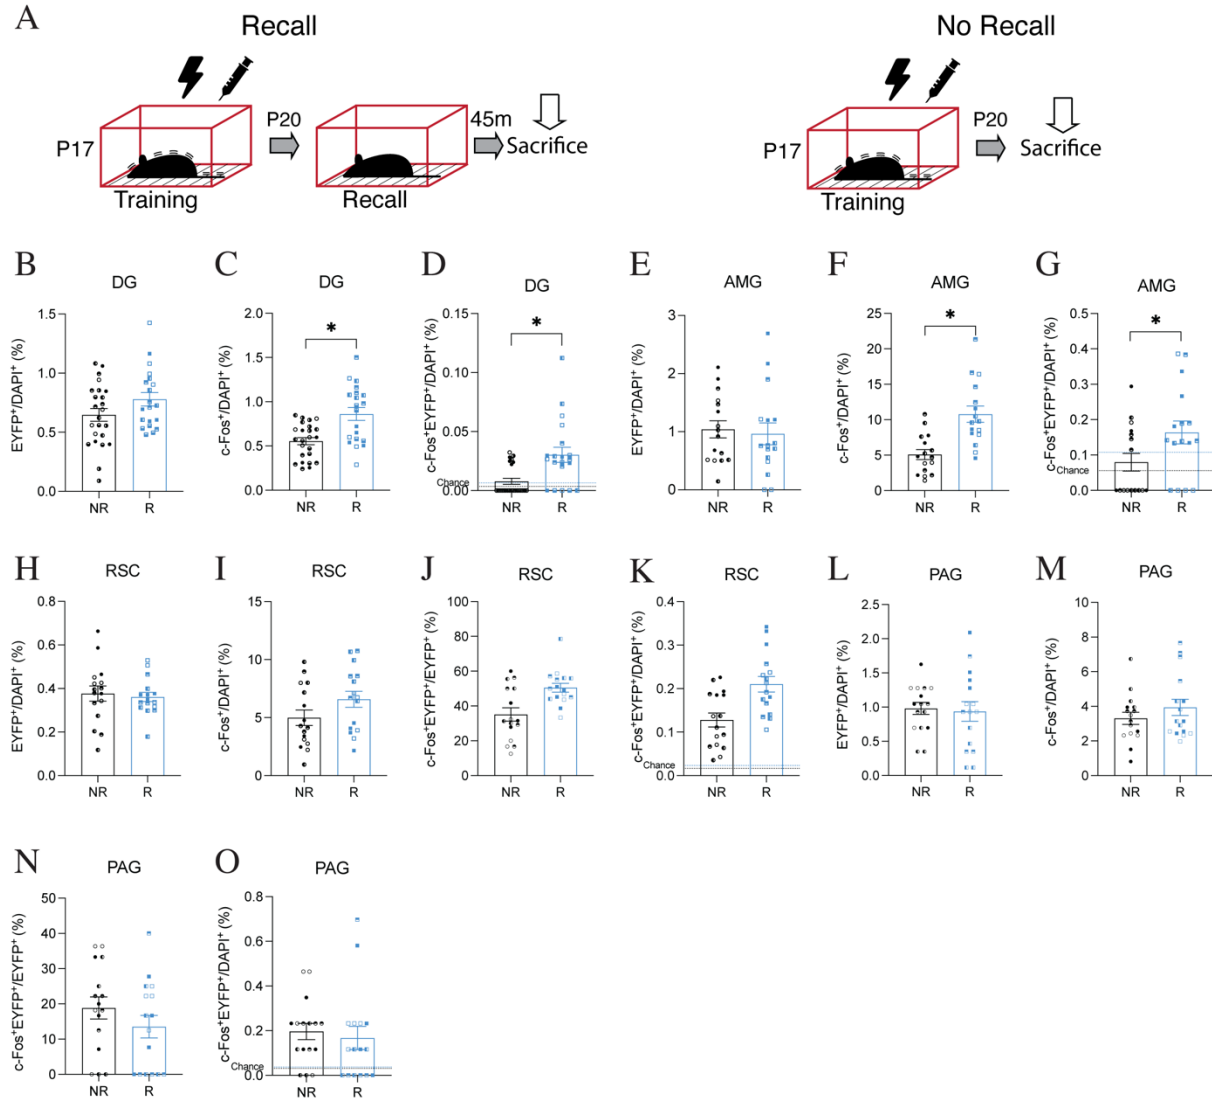 A
Recall
No Recall
P17
P20
45m
Sacrifice
Training
Recall
P17
P20
Sacrifice
Training
B
DG
EYFP⁺/DAPI⁺ (%)
1.5
1.0
0.5
0.0
NR R
C
DG
c-Fos⁺/DAPI⁺ (%)
2.0
1.5
1.0
0.5
0.0
*
NR R
D
DG
c-Fos⁺EYFP⁺/DAPI⁺ (%)
0.15
0.10
0.05
0.00
Chance
*
NR R
E
AMG
EYFP⁺/DAPI⁺ (%)
3
2
1
0
NR R
F
AMG
c-Fos⁺/DAPI⁺ (%)
25
20
15
10
5
0
*
NR R
G
AMG
c-Fos⁺EYFP⁺/DAPI⁺ (%)
0.5
0.4
0.3
0.2
0.1
0.0
Chance
*
NR R
H
RSC
EYFP⁺/DAPI⁺ (%)
0.8
0.6
0.4
0.2
0.0
NR R
I
RSC
c-Fos⁺/DAPI⁺ (%)
15
10
5
0
NR R
J
RSC
c-Fos⁺EYFP⁺/EYFP⁺ (%)
100
80
60
40
20
0
NR R
K
RSC
c-Fos⁺EYFP⁺/DAPI⁺ (%)
0.4
0.3
0.2
0.1
0.0
Chance
NR R
L
PAG
EYFP⁺/DAPI⁺ (%)
2.5
2.0
1.5
1.0
0.5
0.0
NR R
M
PAG
c-Fos⁺/DAPI⁺ (%)
10
8
6
4
2
0
NR R
N
PAG
c-Fos⁺EYFP⁺/EYFP⁺ (%)
50
40
30
20
10
0
NR R
O
PAG
c-Fos⁺EYFP⁺/DAPI⁺ (%)
0.8
0.6
0.4
0.2
0.0
Chance
NR R